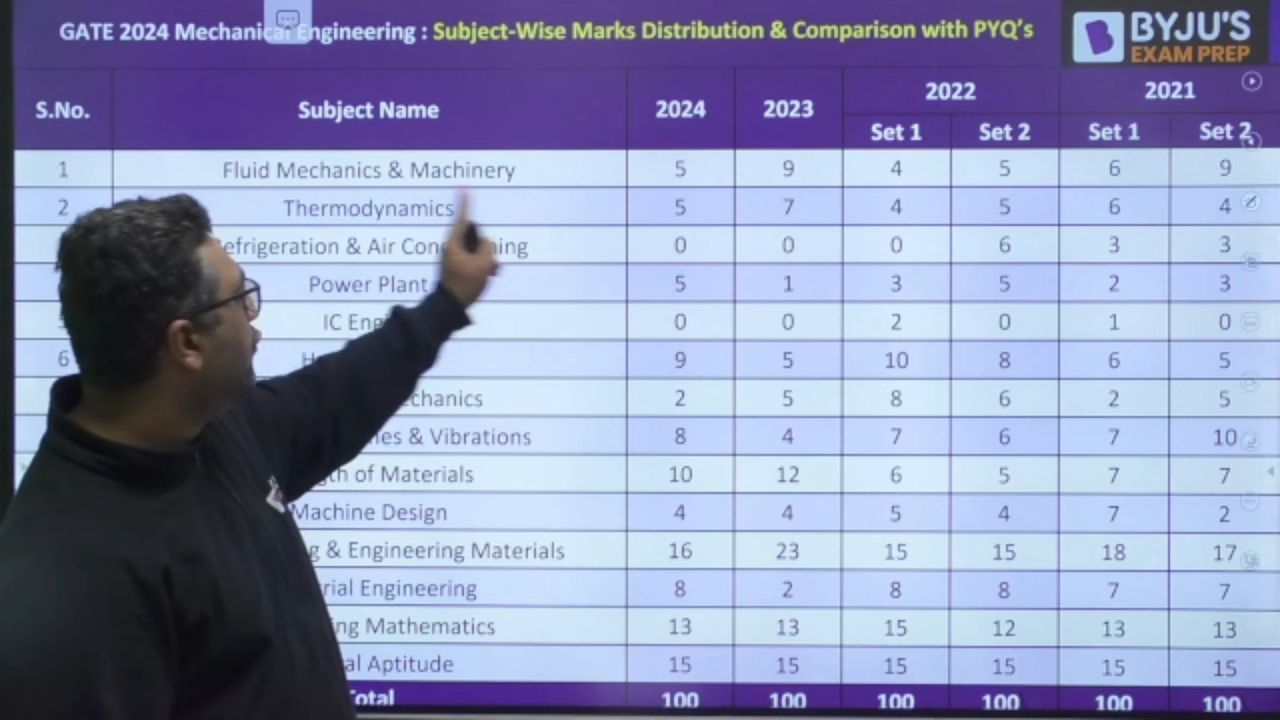 GATE 2024 Mechanical Engineering : Subject-Wise Marks Distribution & Comparison with PYQ's
BYJU'S
EXAM PREP
S.No. Subject Name 2024 2023 2022 2021
Set 1 Set 2 Set 1 Set 2
1 Fluid Mechanics & Machinery 5 9 4 5 6 9
2 Thermodynamics 5 7 4 5 6 4
efrigeration & Air Con ing 0 0 0 6 3 3
Power Plant 5 1 3 5 2 3
IC Eng 0 0 2 0 1 0
6 H 9 5 10 8 6 5
echanics 2 5 8 6 2 5
es & Vibrations 8 4 7 6 7 10
th of Materials 10 12 6 5 7 7
Machine Design 4 4 5 4 7 2
g & Engineering Materials 16 23 15 15 18 17
rial Engineering 8 2 8 8 7 7
ng Mathematics 13 13 15 12 13 13
al Aptitude 15 15 15 15 15 15
Total 100 100 100 100 100 100